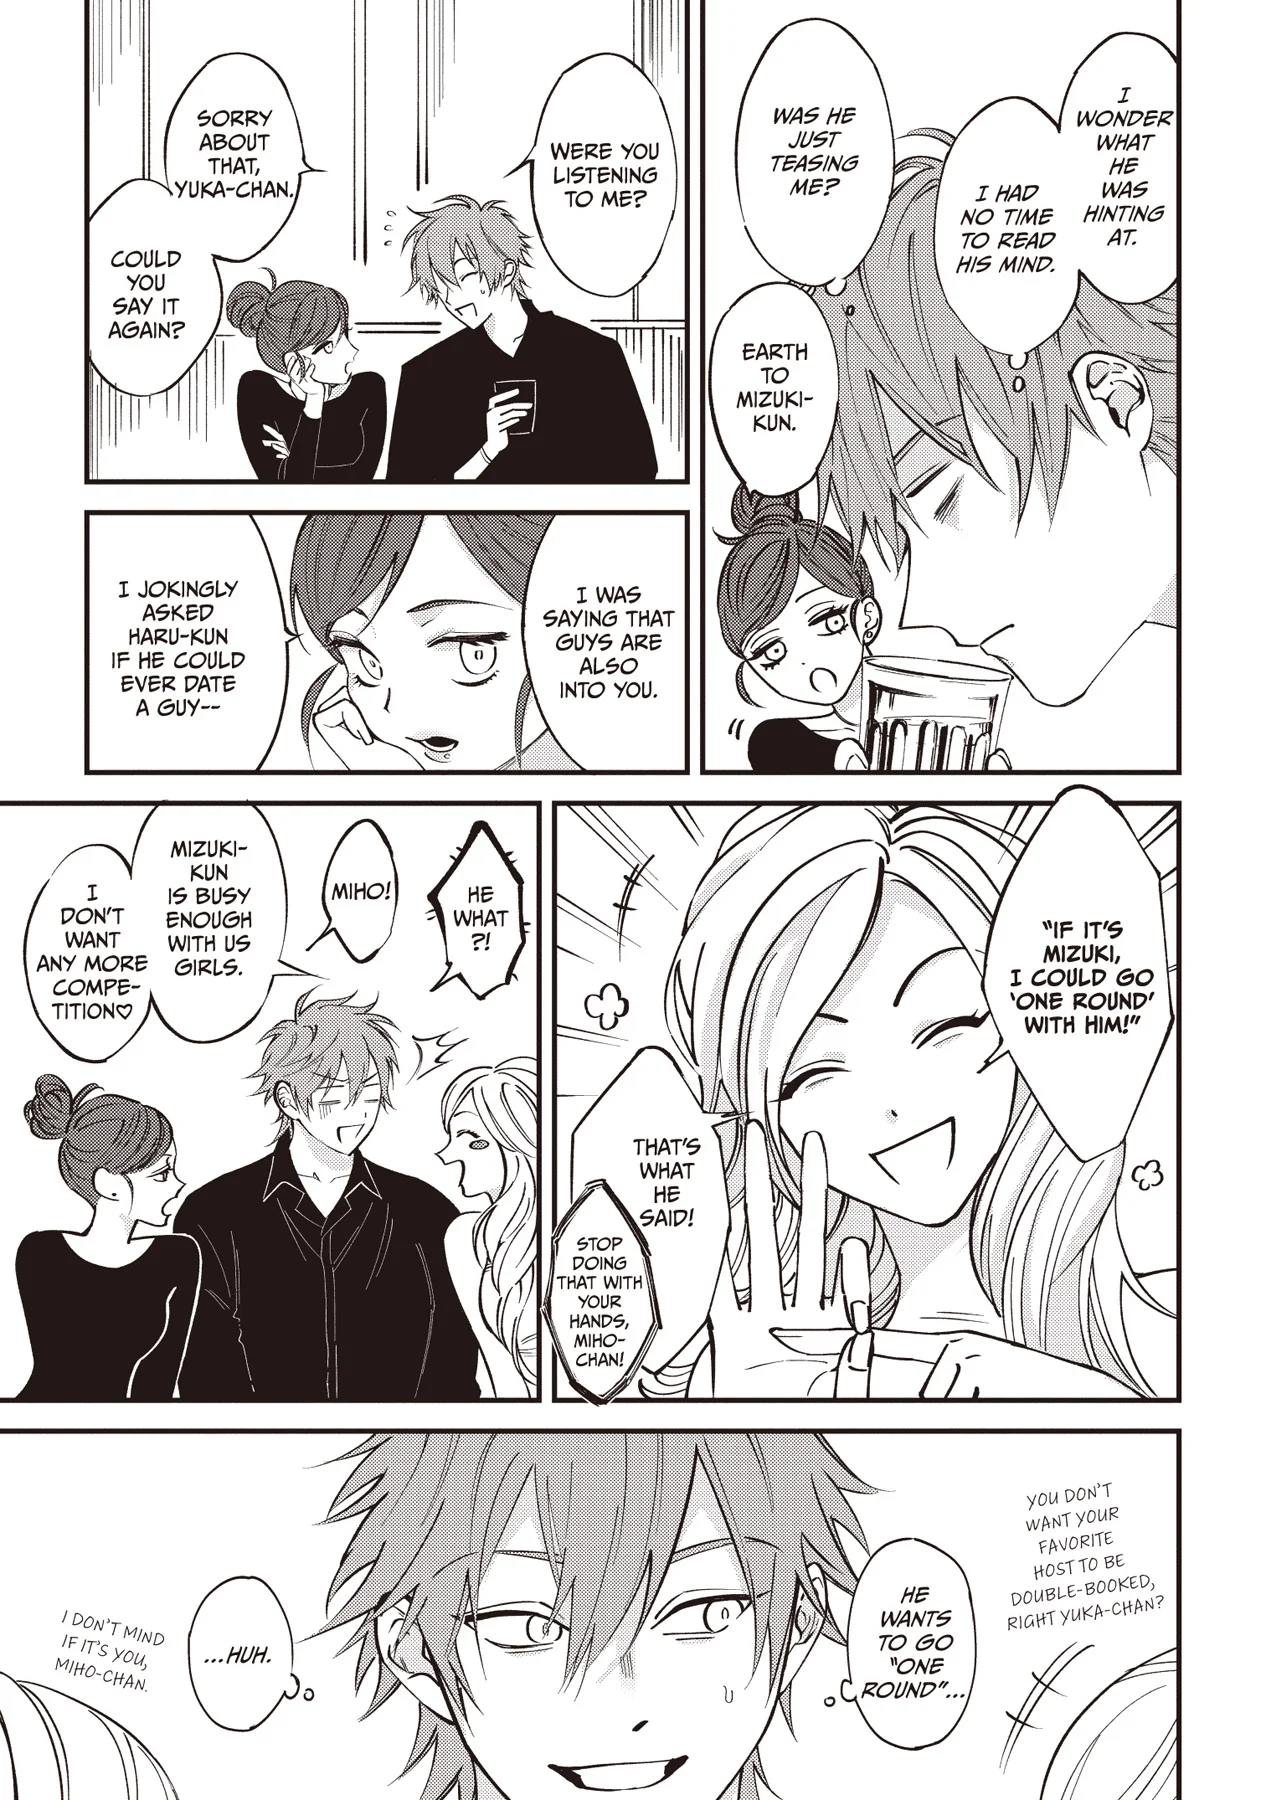 I
WONDER
WHAT
HE
WAS
HINTING
AT.
I HAD
NO TIME
TO READ
HIS MIND.
WAS HE
JUST
TEASING
ME?
EARTH
TO
MIZUKI-
KUN.
WERE YOU
LISTENING
TO ME?
SORRY
ABOUT
THAT,
YUKA-CHAN.
COULD
YOU
SAY IT
AGAIN?
I WAS
SAYING THAT
GUYS ARE
ALSO
INTO YOU.
I JOKINGLY
ASKED
HARU-KUN
IF HE COULD
EVER DATE
A GUY--
"IF IT'S
MIZUKI,
I COULD GO
'ONE ROUND'
WITH HIM!"
THAT'S
WHAT
HE
SAID!
STOP
DOING
THAT WITH
YOUR
HANDS,
MIHO-
CHAN!
HE
WHAT
?!
MIHO!
MIZUKI-
KUN
IS BUSY
ENOUGH
WITH US
GIRLS.
I
DON'T
WANT
ANY MORE
COMPE-
TITION♡
YOU DON'T
WANT YOUR
FAVORITE
HOST TO BE
DOUBLE-BOOKED,
RIGHT YUKA-CHAN?
HE
WANTS
TO GO
"ONE
ROUND"...
...HUH.
I DON'T MIND
IF IT'S YOU,
MIHO-CHAN.